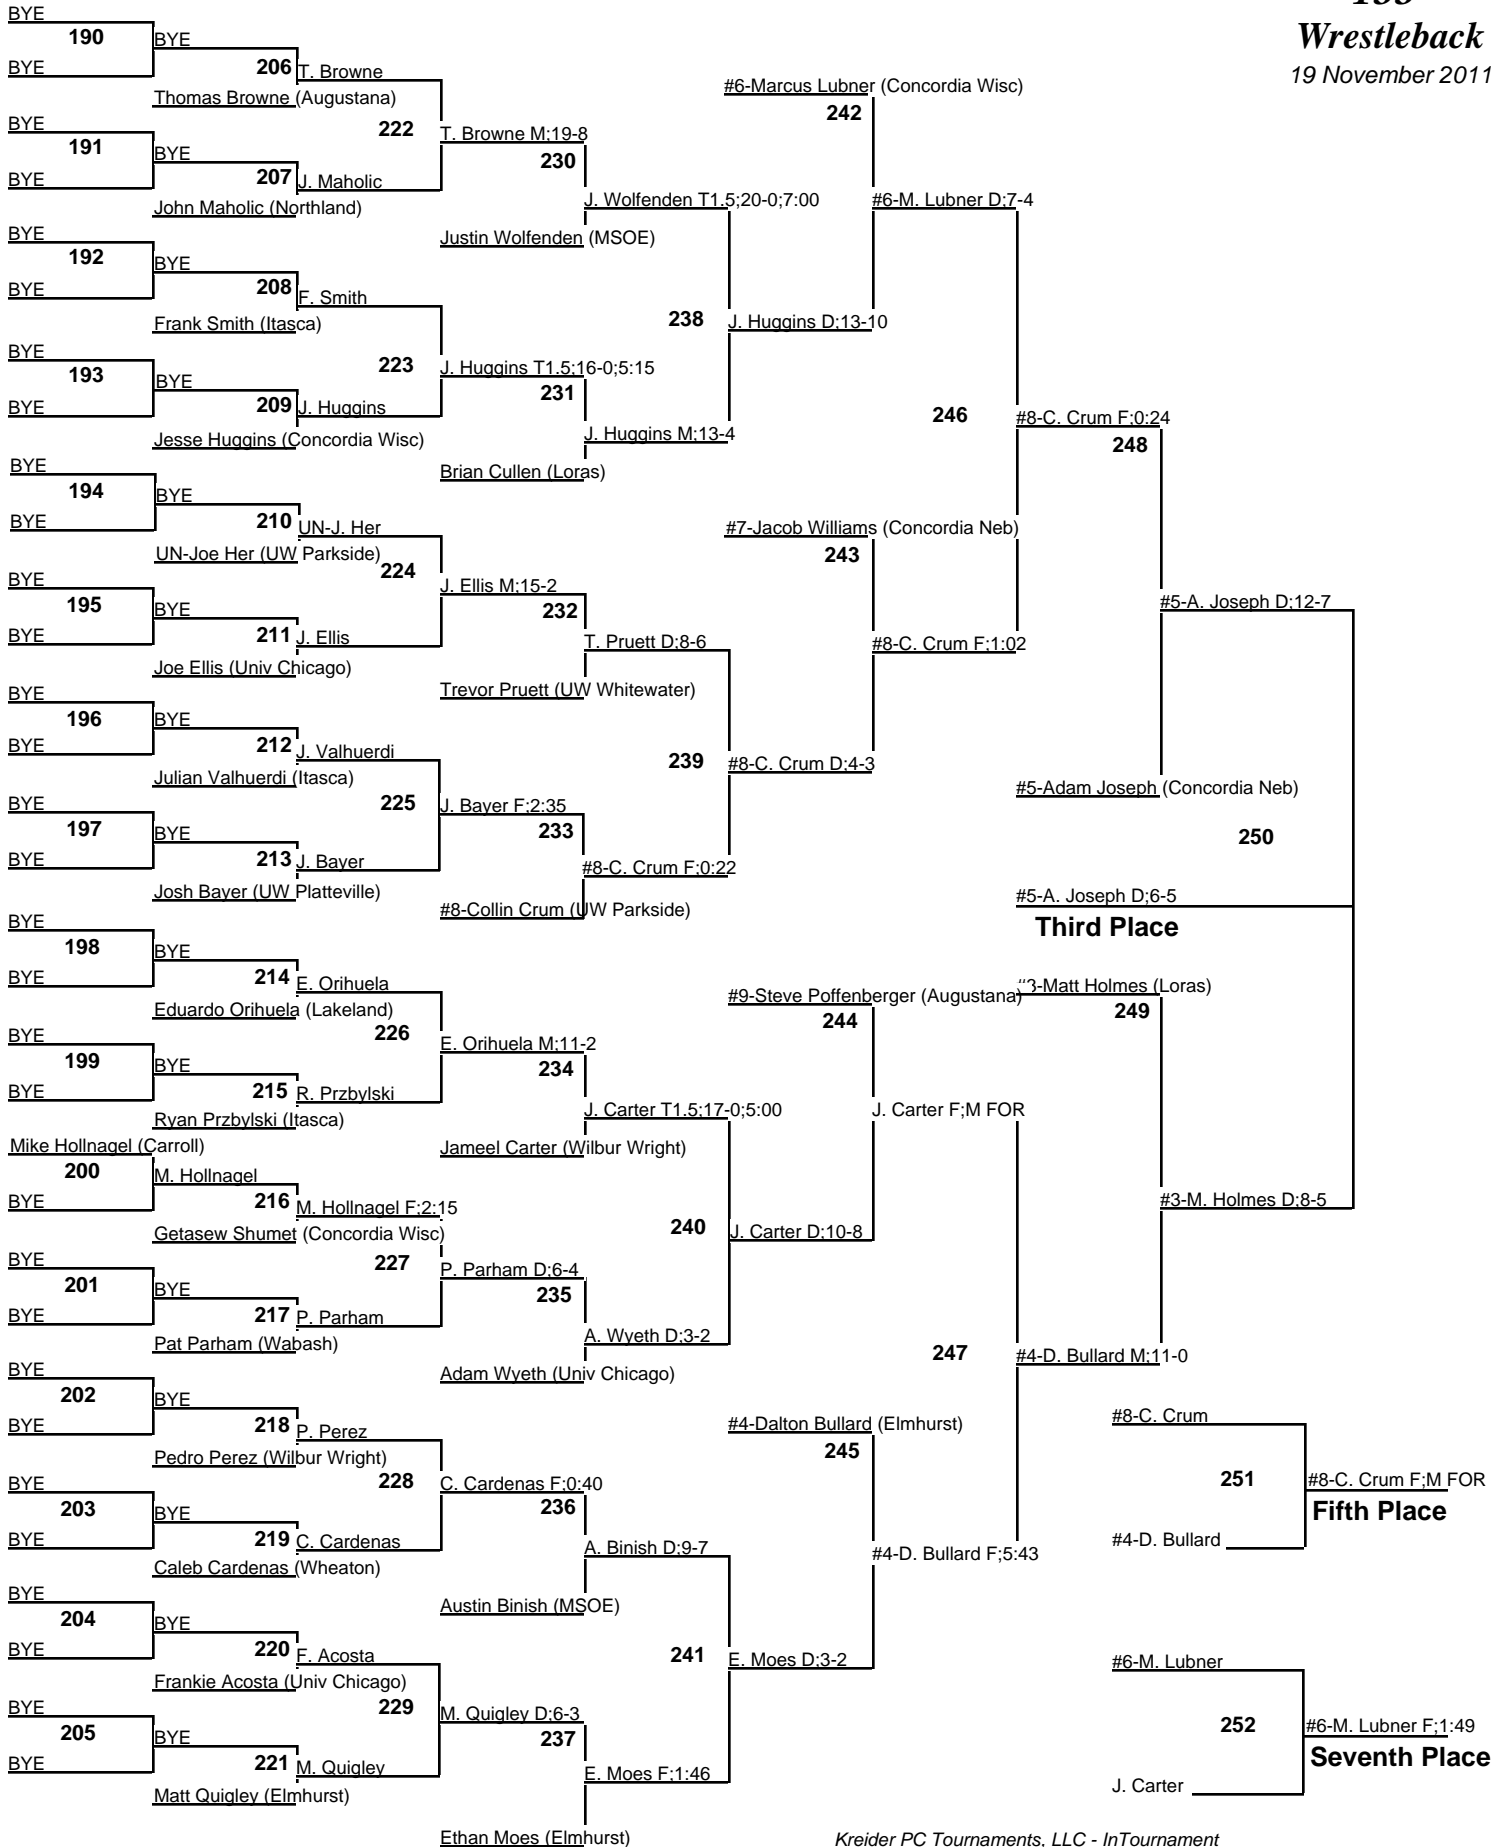 133
Wrestleback
19 November 2011
BYE
190
BYE
BYE
206
T. Browne
BYE
Thomas Browne (Augustana)
#6-Marcus Lubner (Concordia Wisc)
242
BYE
222
T. Browne M;19-8
191
BYE
230
BYE
207
J. Maholic
John Maholic (Northland)
J. Wolfenden T1.5;20-0;7:00
#6-M. Lubner D;7-4
BYE
Justin Wolfenden (MSOE)
192
BYE
BYE
208
F. Smith
Frank Smith (Itasca)
238
J. Huggins D;13-10
BYE
193
223
J. Huggins T1.5;16-0;5:15
BYE
231
BYE
209
J. Huggins
246
#8-C. Crum F;0:24
Jesse Huggins (Concordia Wisc)
J. Huggins M;13-4
248
BYE
Brian Cullen (Loras)
194
BYE
BYE
210
UN-J. Her
#7-Jacob Williams (Concordia Neb)
UN-Joe Her (UW Parkside)
243
224
BYE
J. Ellis M;15-2
195
BYE
232
#5-A. Joseph D;12-7
BYE
211
J. Ellis
T. Pruett D;8-6
#8-C. Crum F;1:02
Joe Ellis (Univ Chicago)
BYE
Trevor Pruett (UW Whitewater)
196
BYE
BYE
212
J. Valhuerdi
239
#8-C. Crum D;4-3
Julian Valhuerdi (Itasca)
#5-Adam Joseph (Concordia Neb)
BYE
225
J. Bayer F;2:35
197
BYE
233
250
BYE
213
J. Bayer
#8-C. Crum F;0:22
Josh Bayer (UW Platteville)
#5-A. Joseph D;6-5
#8-Collin Crum (UW Parkside)
Third Place
BYE
198
BYE
BYE
214
E. Orihuela
#9-Steve Poffenberger (Augustana)
#3-Matt Holmes (Loras)
Eduardo Orihuela (Lakeland)
244
249
BYE
226
E. Orihuela M;11-2
199
BYE
234
BYE
215
R. Przbylski
J. Carter T1.5;17-0;5:00
J. Carter F;M FOR
Ryan Przbylski (Itasca)
Mike Hollnagel (Carroll)
Jameel Carter (Wilbur Wright)
200
M. Hollnagel
BYE
216
M. Hollnagel F;2:15
#3-M. Holmes D;8-5
Getasew Shumet (Concordia Wisc)
240
J. Carter D;10-8
BYE
227
P. Parham D;6-4
201
BYE
235
BYE
217
P. Parham
A. Wyeth D;3-2
Pat Parham (Wabash)
247
#4-D. Bullard M;11-0
BYE
Adam Wyeth (Univ Chicago)
202
BYE
#8-C. Crum
BYE
218
P. Perez
#4-Dalton Bullard (Elmhurst)
Pedro Perez (Wilbur Wright)
245
BYE
228
C. Cardenas F;0:40
251
#8-C. Crum F;M FOR
203
BYE
236
Fifth Place
BYE
219
C. Cardenas
A. Binish D;9-7
#4-D. Bullard F;5:43
#4-D. Bullard
Caleb Cardenas (Wheaton)
BYE
Austin Binish (MSOE)
204
BYE
BYE
220
F. Acosta
241
E. Moes D;3-2
#6-M. Lubner
Frankie Acosta (Univ Chicago)
BYE
229
M. Quigley D;6-3
205
BYE
237
252
#6-M. Lubner F;1:49
Seventh Place
BYE
221
M. Quigley
E. Moes F;1:46
J. Carter
Matt Quigley (Elmhurst)
Ethan Moes (Elmhurst)
Kreider PC Tournaments, LLC - InTournament